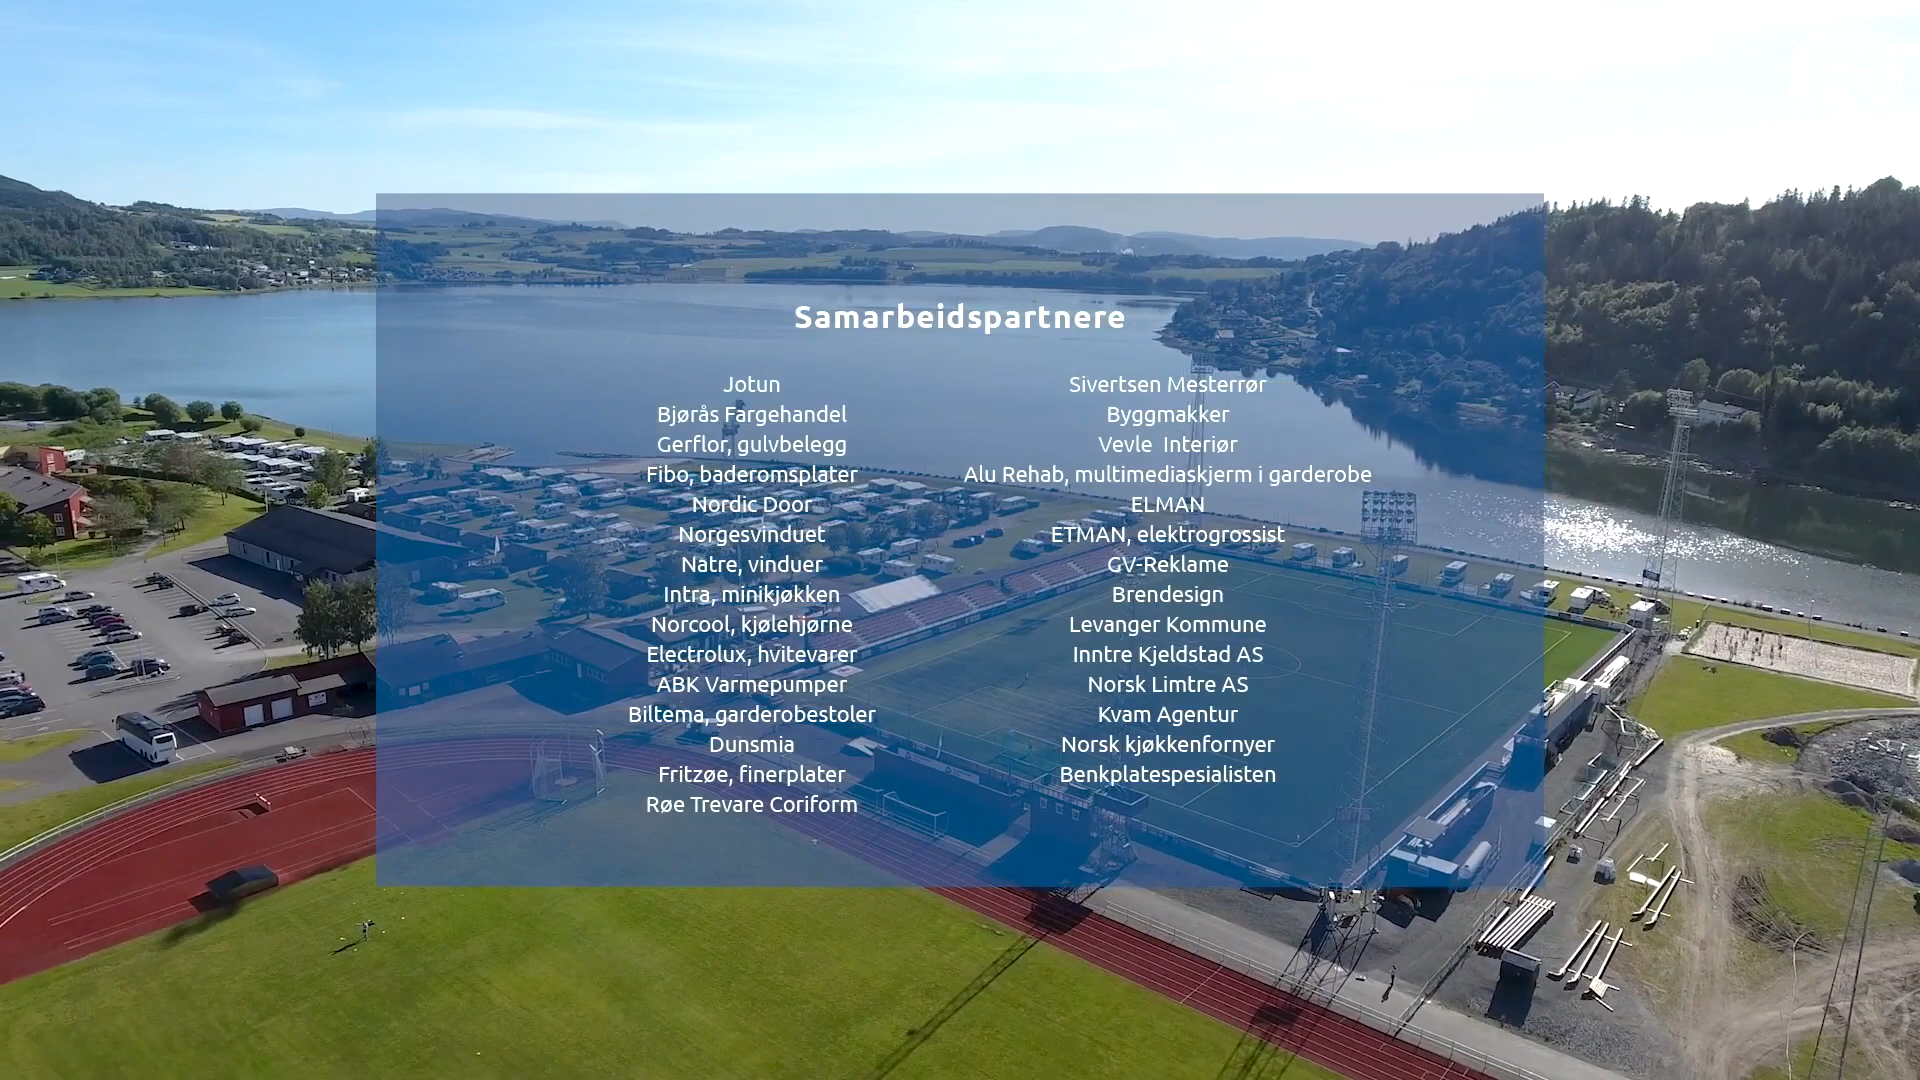 Samarbeidspartnere
Jotun
Bjørås Fargehandel
Gerflor, gulvbelegg
Fibo, baderomsplater
Nordic Door
Norgesvinduet
Natre, vinduer
Intra, minikjøkken
Norcool, kjølehjørne
Electrolux, hvitevarer
ABK Varmepumper
Biltema, garderobestoler
Dunsmia
Fritzøe, finerplater
Røe Trevare Coriform
Sivertsen Mesterrør
Byggmakker
Vevle  Interiør
Alu Rehab, multimediaskjerm i garderobe
ELMAN
ETMAN, elektrogrossist
GV-Reklame
Brendesign
Levanger Kommune
Inntre Kjeldstad AS
Norsk Limtre AS
Kvam Agentur
Norsk kjøkkenfornyer
Benkplatespesialisten